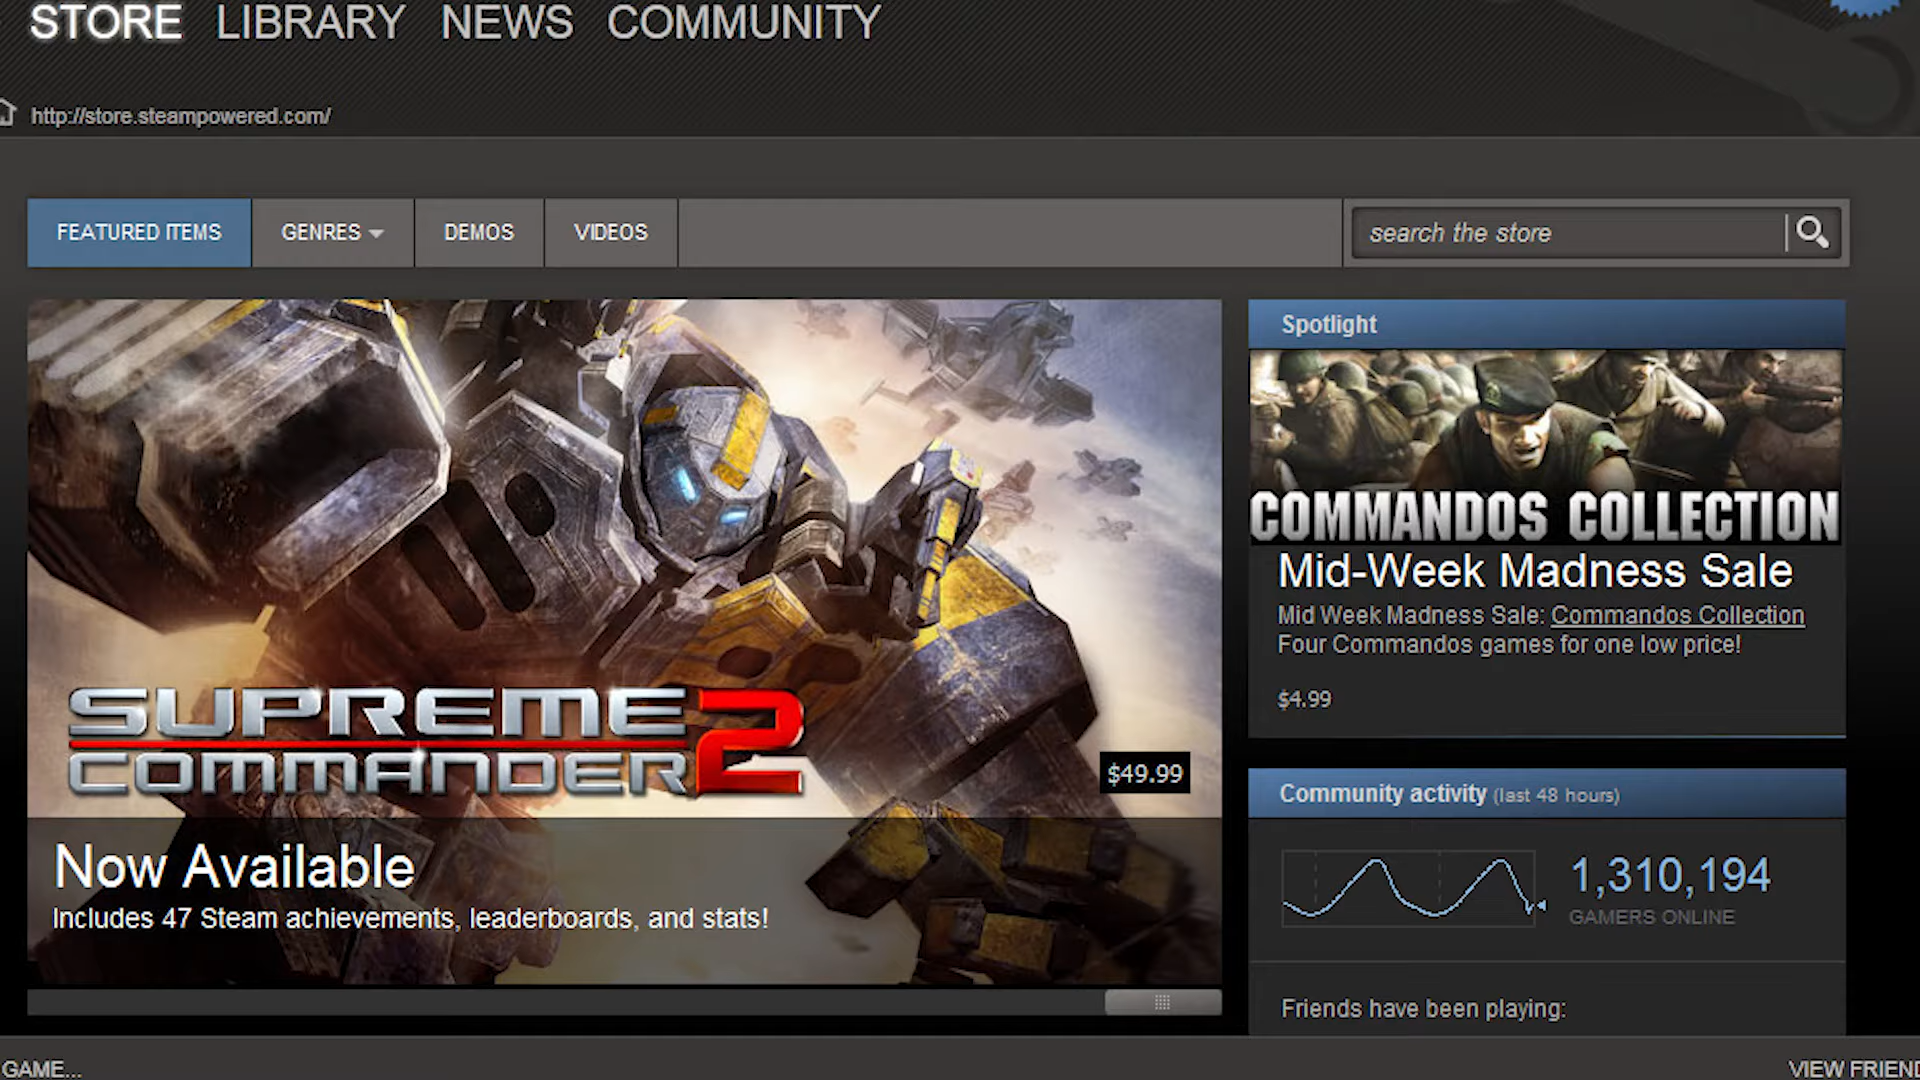 STORE LIBRARY NEWS COMMUNITY
http://store.steampowered.com/
FEATURED ITEMS GENRES DEMOS VIDEOS
search the store
SUPREME
COMMANDER 2
$49.99
Now Available
Includes 47 Steam achievements, leaderboards, and stats!
Spotlight
COMMANDOS COLLECTION
Mid-Week Madness Sale
Mid Week Madness Sale: Commandos Collection
Four Commandos games for one low price!
$4.99
Community activity (last 48 hours)
1,310,194
GAMERS ONLINE
Friends have been playing:
GAME...
VIEW FRIEND